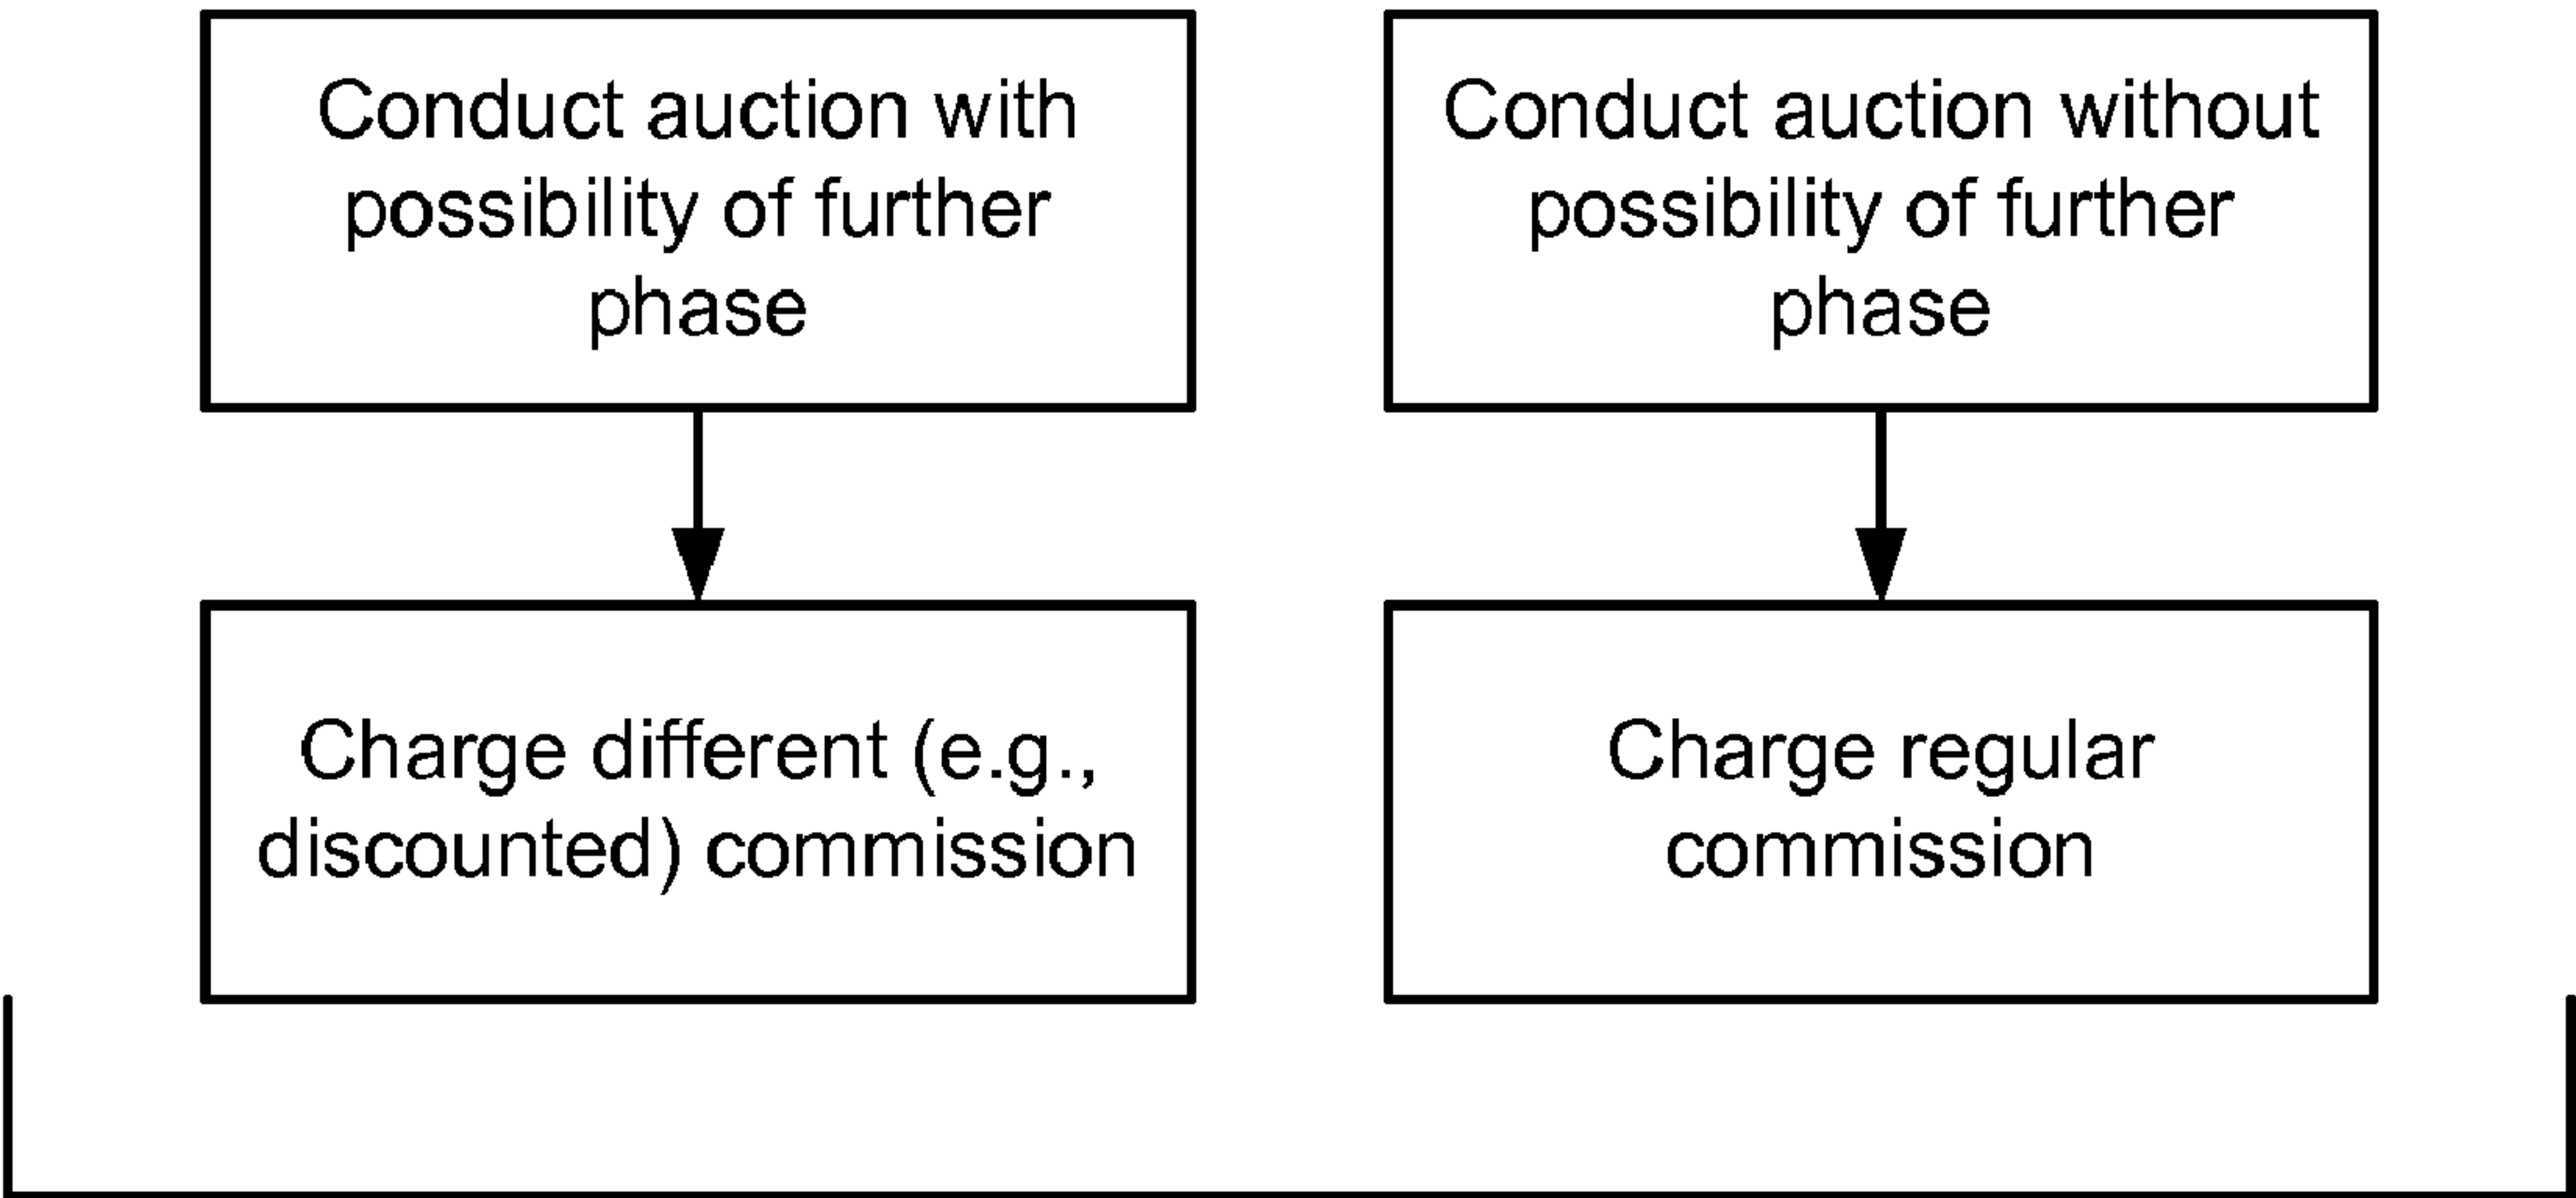 Conduct auction with
possibility of further
phase
Conduct auction without
possibility of further
phase
Charge different (e.g.,
discounted) commission
Charge regular
commission